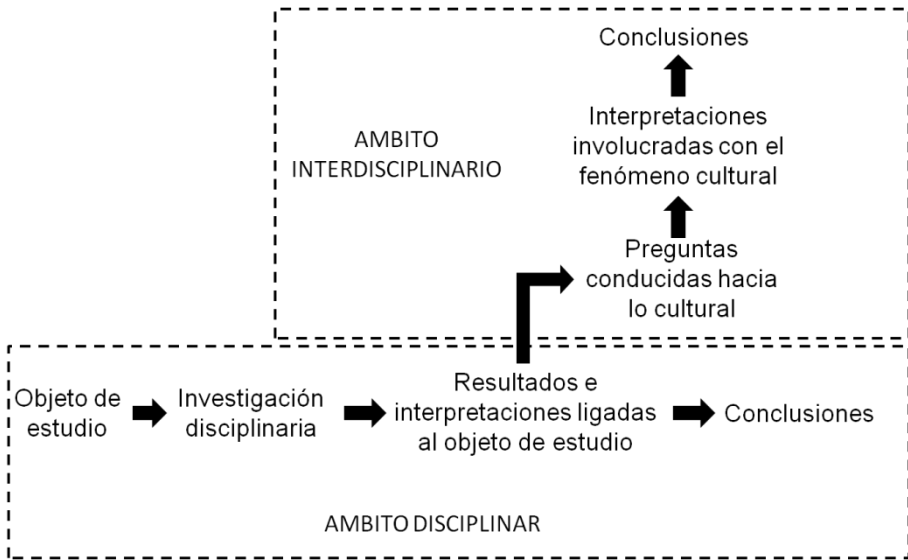 Conclusiones
Interpretaciones
involucradas con el
fenómeno cultural
AMBITO
INTERDISCIPLINARIO
Preguntas
conducidas hacia
lo cultural
Objeto de
estudio
Investigación
disciplinaria
Resultados e
interpretaciones ligadas
al objeto de estudio
Conclusiones
AMBITO DISCIPLINAR